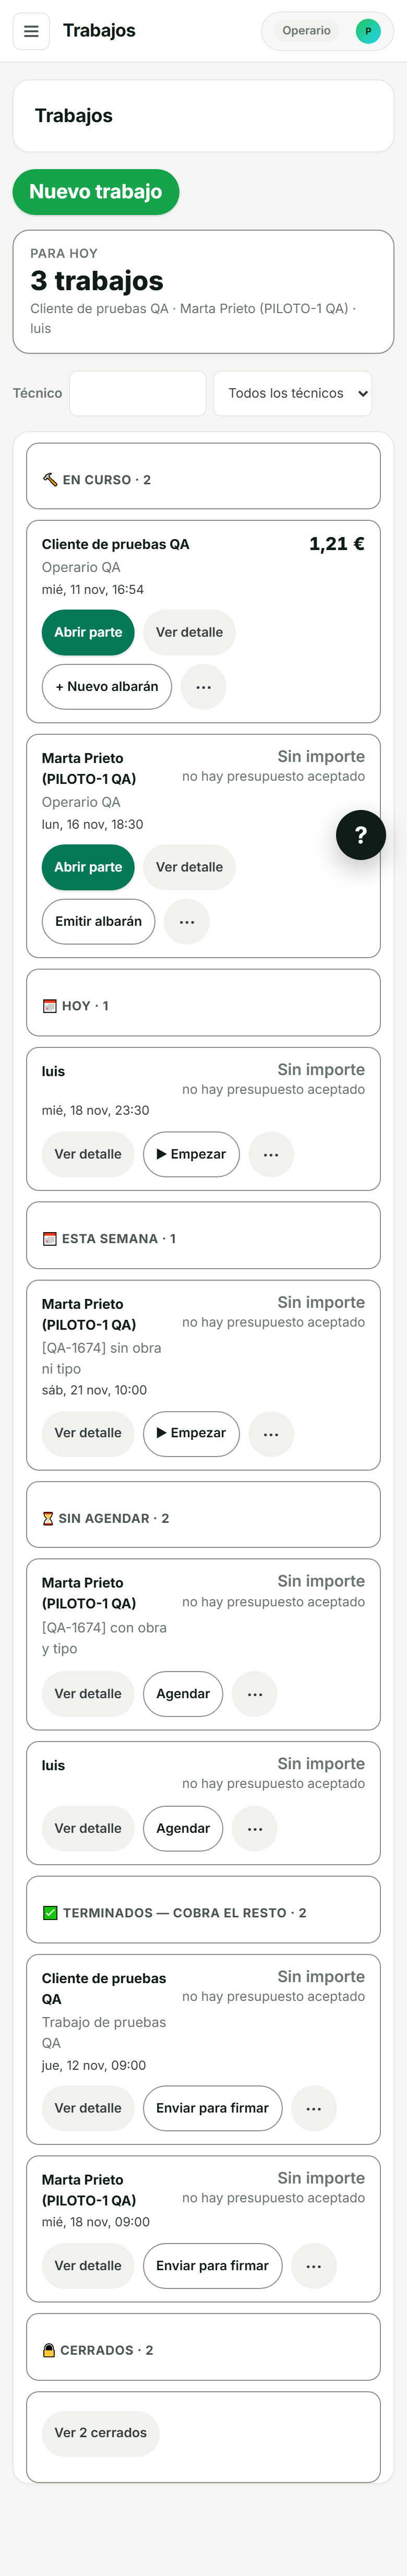 Trabajos
Operario
P
Trabajos
Nuevo trabajo
PARA HOY
3 trabajos
Cliente de pruebas QA · Marta Prieto (PILOTO-1 QA) ·
luis
Técnico
Todos los técnicos
🔨 EN CURSO · 2
Cliente de pruebas QA
1,21 €
Operario QA
mié, 11 nov, 16:54
Abrir parte
Ver detalle
+ Nuevo albarán
···
Marta Prieto
(PILOTO-1 QA)
Sin importe
no hay presupuesto aceptado
Operario QA
lun, 16 nov, 18:30
?
Abrir parte
Ver detalle
Emitir albarán
···
📅 HOY · 1
luis
Sin importe
no hay presupuesto aceptado
mié, 18 nov, 23:30
Ver detalle
▶ Empezar
···
📅 ESTA SEMANA · 1
Marta Prieto
(PILOTO-1 QA)
Sin importe
no hay presupuesto aceptado
[QA-1674] sin obra
ni tipo
sáb, 21 nov, 10:00
Ver detalle
▶ Empezar
···
⏳ SIN AGENDAR · 2
Marta Prieto
(PILOTO-1 QA)
Sin importe
no hay presupuesto aceptado
[QA-1674] con obra
y tipo
Ver detalle
Agendar
···
luis
Sin importe
no hay presupuesto aceptado
Ver detalle
Agendar
···
✅ TERMINADOS — COBRA EL RESTO · 2
Cliente de pruebas
QA
Sin importe
no hay presupuesto aceptado
Trabajo de pruebas
QA
jue, 12 nov, 09:00
Ver detalle
Enviar para firmar
···
Marta Prieto
(PILOTO-1 QA)
Sin importe
no hay presupuesto aceptado
mié, 18 nov, 09:00
Ver detalle
Enviar para firmar
···
🔒 CERRADOS · 2
Ver 2 cerrados